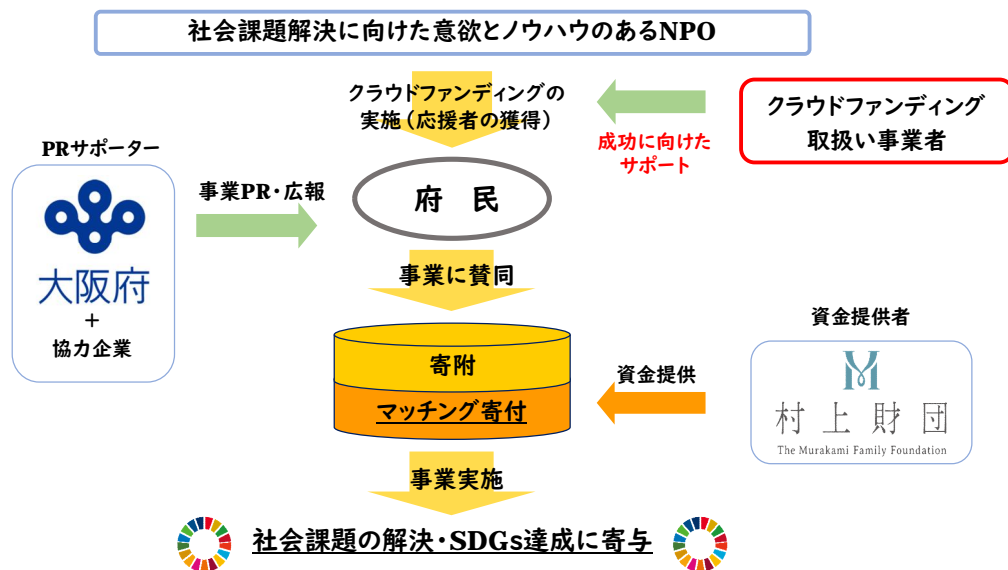 社会課題解決に向けた意欲とノウハウのあるNPO
クラウドファンディングの
実施（応援者の獲得）
クラウドファンディング
取扱い事業者
成功に向けた
サポート
PRサポーター
事業PR・広報
府　民
大阪府
+
協力企業
事業に賛同
資金提供者
寄附
資金提供
マッチング寄付
村上財団
The Murakami Family Foundation
事業実施
社会課題の解決・SDGs達成に寄与